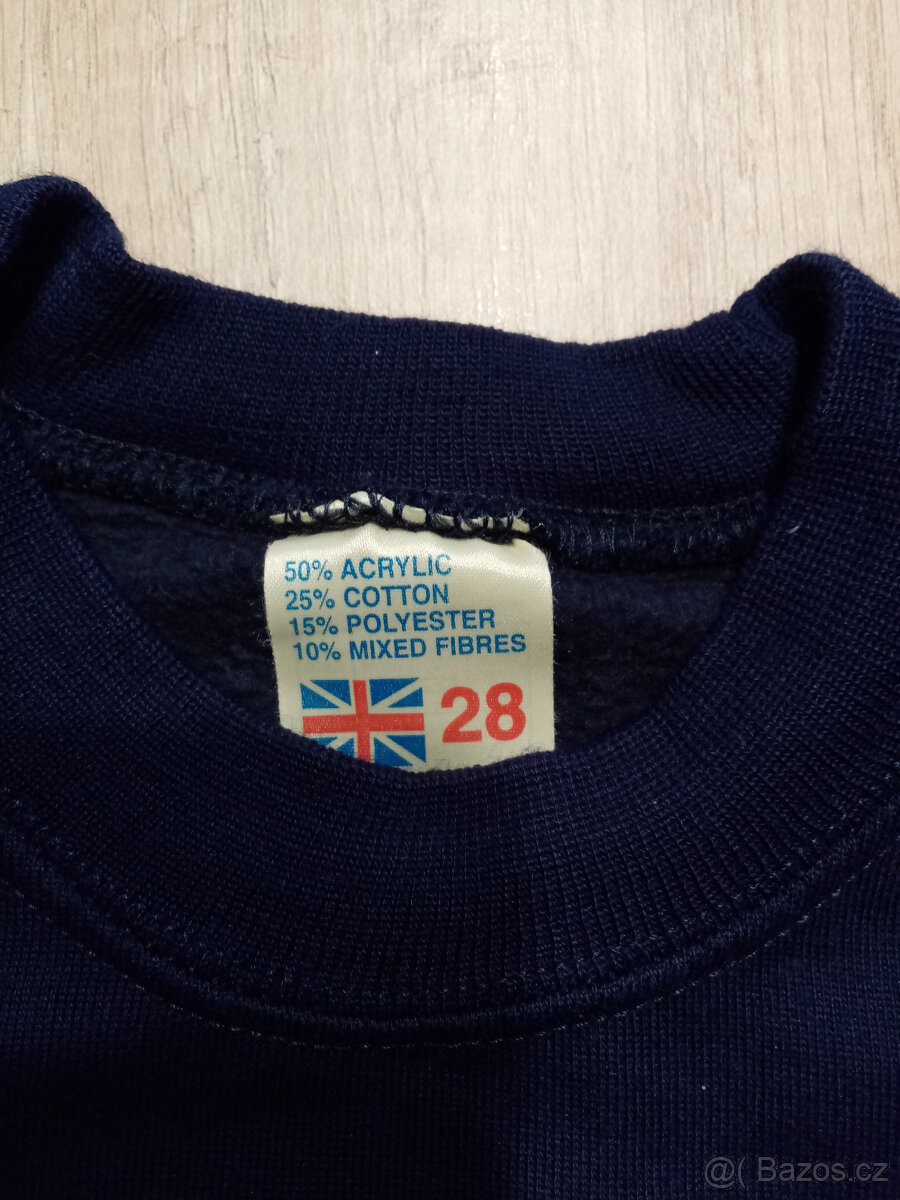 50% ACRYLIC
25% COTTON
15% POLYESTER
10% MIXED FIBRES
28
@( Bazos.cz